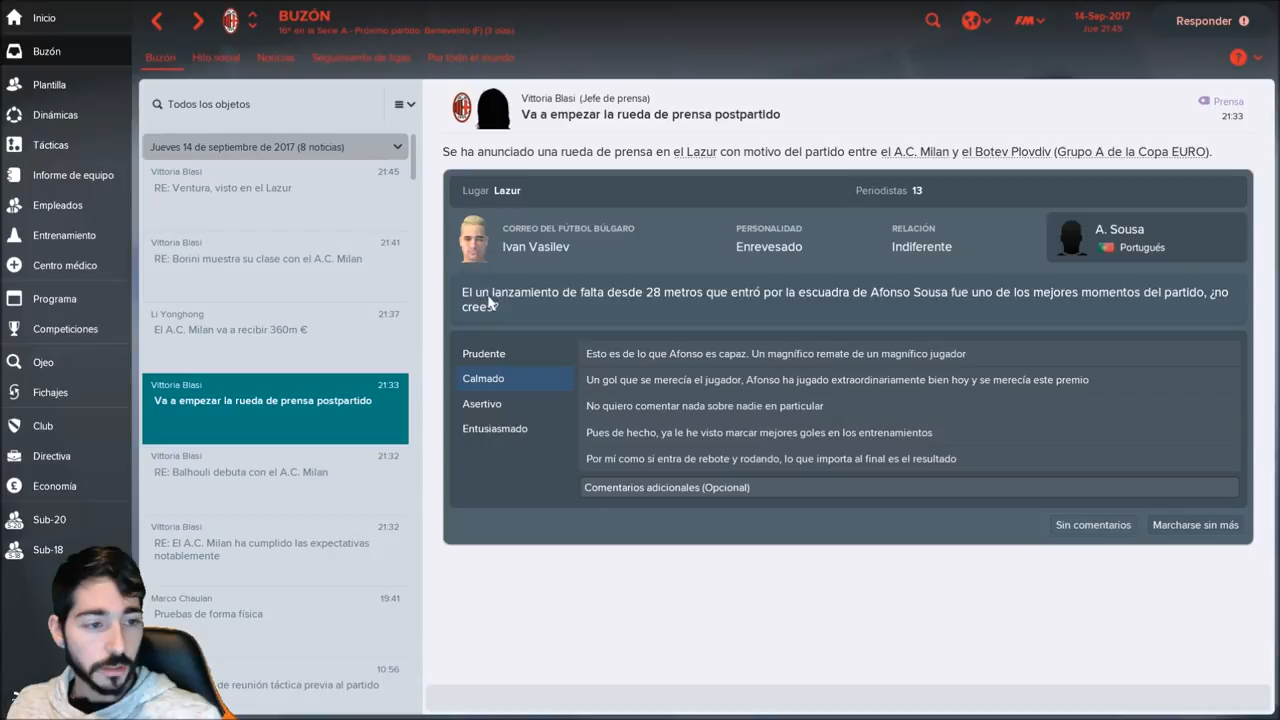 Inicio
Buzón
Plantilla
Dinámicas
Tácticas
Informe de equipo
Empleados
Entrenamiento
Centro médico
Programa
Competiciones
Ojeo
Fichajes
Club
Directiva
Economía
Sub-20
Sub-18
BUZÓN
16º en la Serie A - Próximo partido, Benevento (F) (3 días)
FM
14-Sep-2017
Jue 21:45
Responder
Buzón Hilo social Noticias Seguimiento de ligas Por todo el mundo
Todos los objetos
Jueves 14 de septiembre de 2017 (8 noticias)
Vittoria Blasi 21:45
RE: Ventura, visto en el Lazur
Vittoria Blasi 21:41
RE: Borini muestra su clase con el A.C. Milan
Li Yonghong 21:37
El A.C. Milan va a recibir 360m €
Vittoria Blasi 21:33
Va a empezar la rueda de prensa postpartido
Vittoria Blasi 21:32
RE: Balhouli debuta con el A.C. Milan
Vittoria Blasi 21:32
RE: El A.C. Milan ha cumplido las expectativas
notablemente
Marco Chaulan 19:41
Pruebas de forma física
10:56
de reunión táctica previa al partido
Vittoria Blasi (Jefe de prensa)
Va a empezar la rueda de prensa postpartido
Prensa
21:33
Se ha anunciado una rueda de prensa en el Lazur con motivo del partido entre el A.C. Milan y el Botev Plovdiv (Grupo A de la Copa EURO).
Lugar Lazur Periodistas 13
CORREO DEL FÚTBOL BÚLGARO PERSONALIDAD RELACIÓN
Ivan Vasilev Enrevesado Indiferente
A. Sousa
Portugués
El un lanzamiento de falta desde 28 metros que entró por la escuadra de Afonso Sousa fue uno de los mejores momentos del partido, ¿no
crees?
Prudente
Calmado
Asertivo
Entusiasmado
Esto es de lo que Afonso es capaz. Un magnífico remate de un magnífico jugador
Un gol que se merecía el jugador, Afonso ha jugado extraordinariamente bien hoy y se merecía este premio
No quiero comentar nada sobre nadie en particular
Pues de hecho, ya le he visto marcar mejores goles en los entrenamientos
Por mí como si entra de rebote y rodando, lo que importa al final es el resultado
Comentarios adicionales (Opcional)
Sin comentarios Marcharse sin más